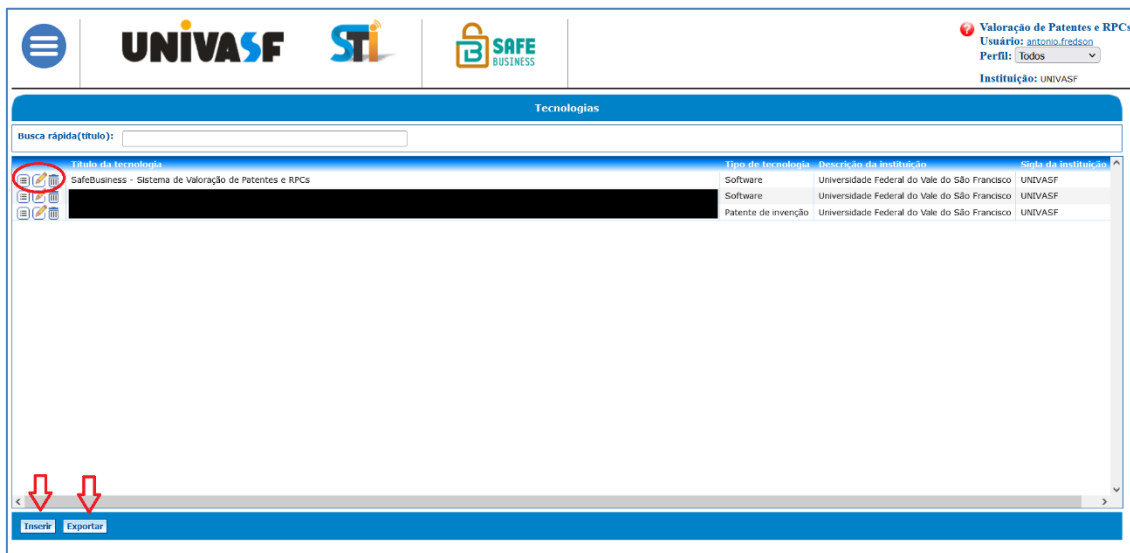 UNIVASF
STI
SAFE
BUSINESS
Valoração de Patentes e RPCs
Usuário: antonio.fredson
Perfil: Todos
Instituição: UNIVASF
Tecnologias
Busca rápida(título):
Título da tecnologia Tipo de tecnologia Descrição da instituição Sigla da instituição
SafeBusiness - Sistema de Valoração de Patentes e RPCs Software Universidade Federal do Vale do São Francisco UNIVASF
Software Universidade Federal do Vale do São Francisco UNIVASF
Patente de invenção Universidade Federal do Vale do São Francisco UNIVASF
Inserir Exportar